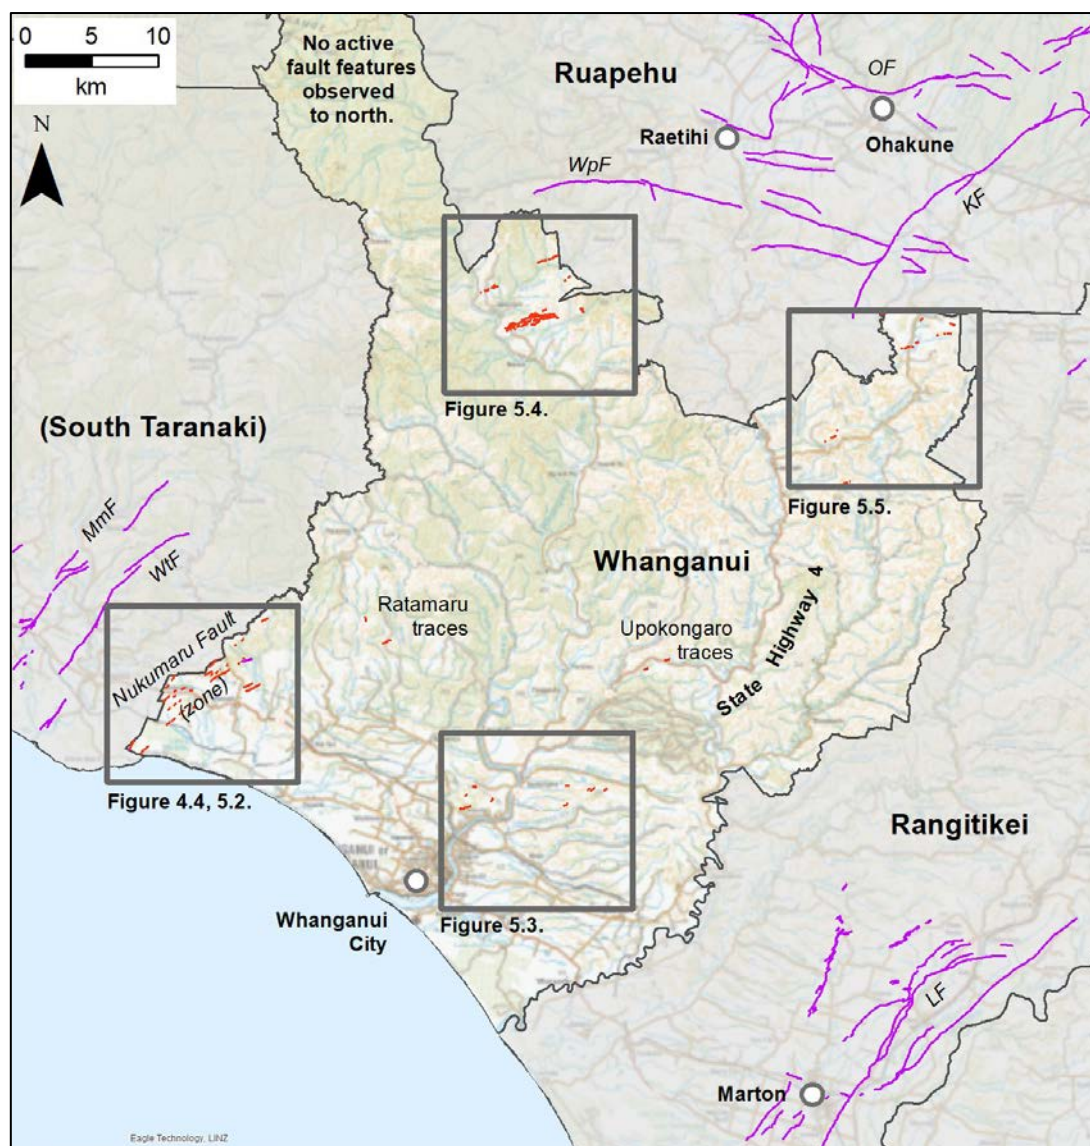 0 5 10
km
N
No active
fault features
observed
to north.
Ruapehu
OF
Raetihi
Ohakune
WpF
KF
Figure 5.4.
(South Taranaki)
Figure 5.5.
MmF
WtF
Whanganui
Ratamaru
traces
Upokongaro
traces
State Highway 4
Nukumaru Fault
(zone)
Figure 4.4, 5.2.
Rangitikei
Whanganui
City
Figure 5.3.
LF
Marton
Eagle Technology, LINZ